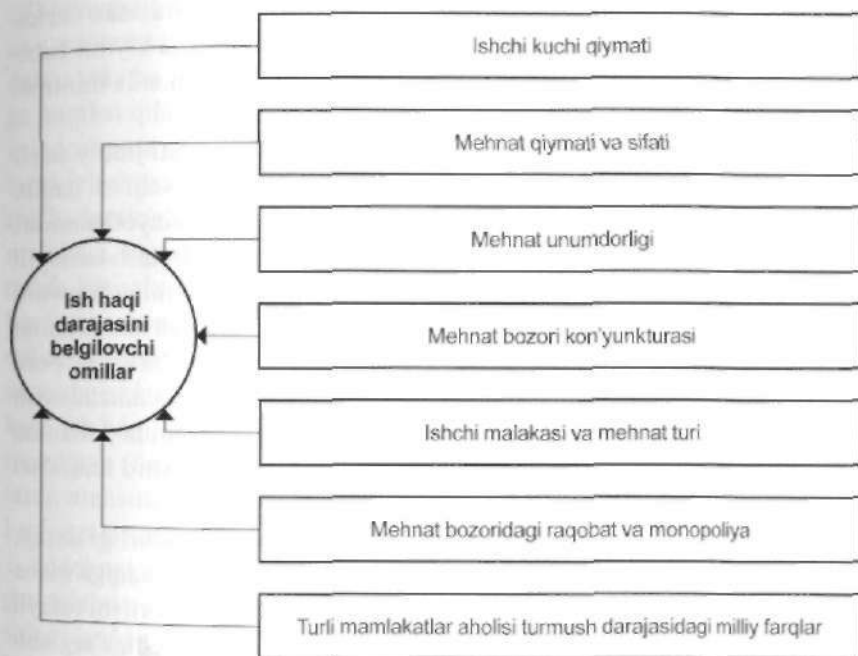 Ishchi kuchi qiymati
Mehnat qiymati va sifati
Mehnat unumdorligi
Ish haqi
darajasini
belgilovchi
omillar
Mehnat bozori kon'yunkturasi
Ishchi malakasi va mehnat turi
Mehnat bozoridagi raqobat va monopoliya
Turli mamlakatlar aholisi turmush darajasidagi milliy farqlar